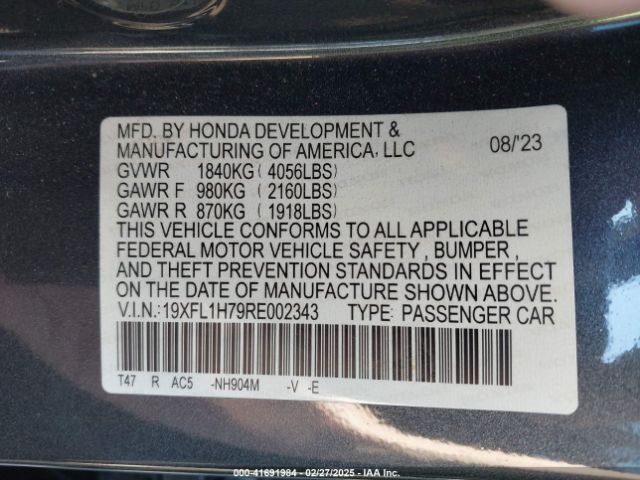 MFD. BY HONDA DEVELOPMENT &
MANUFACTURING OF AMERICA, LLC 08/'23
GVWR 1840KG ( 4056LBS)
GAWR F 980KG ( 2160LBS)
GAWR R 870KG ( 1918LBS)
THIS VEHICLE CONFORMS TO ALL APPLICABLE
FEDERAL MOTOR VEHICLE SAFETY , BUMPER ,
AND THEFT PREVENTION STANDARDS IN EFFECT
ON THE DATE OF MANUFACTURE SHOWN ABOVE.
V.I.N.:19XFL1H79RE002343 TYPE: PASSENGER CAR
T47 R AC5 -NH904M -V -E
000-41691984 - 02/27/2025 - IAA Inc.